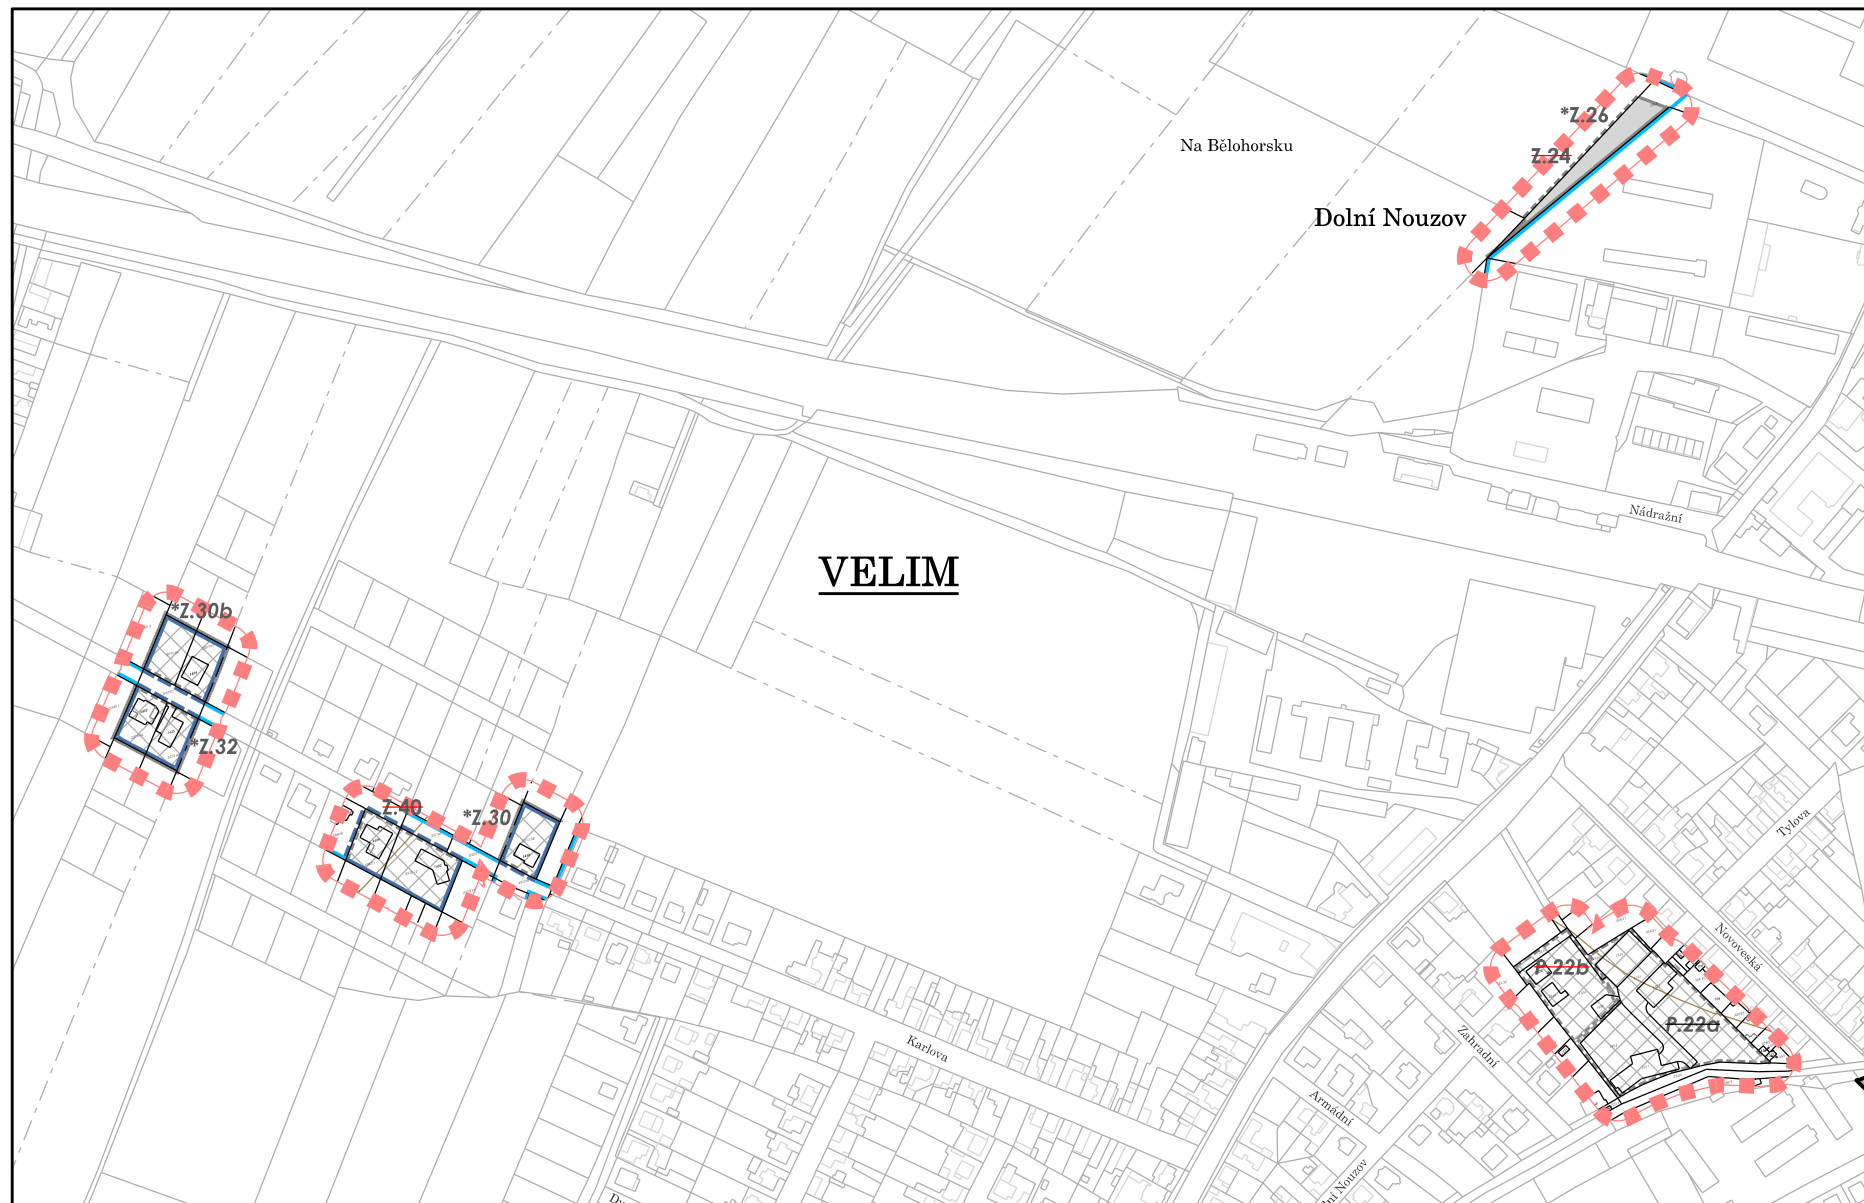 *Z.26
Na Bělohorsku
Z.24
Dolní Nouzov
Nádražní
VELIM
*Z.30b
*Z.32
Z.40
*Z.30
Tylova
Novoveská
P.22b
P.22a
Zahradní
Karlova
Armádní
Nouzov